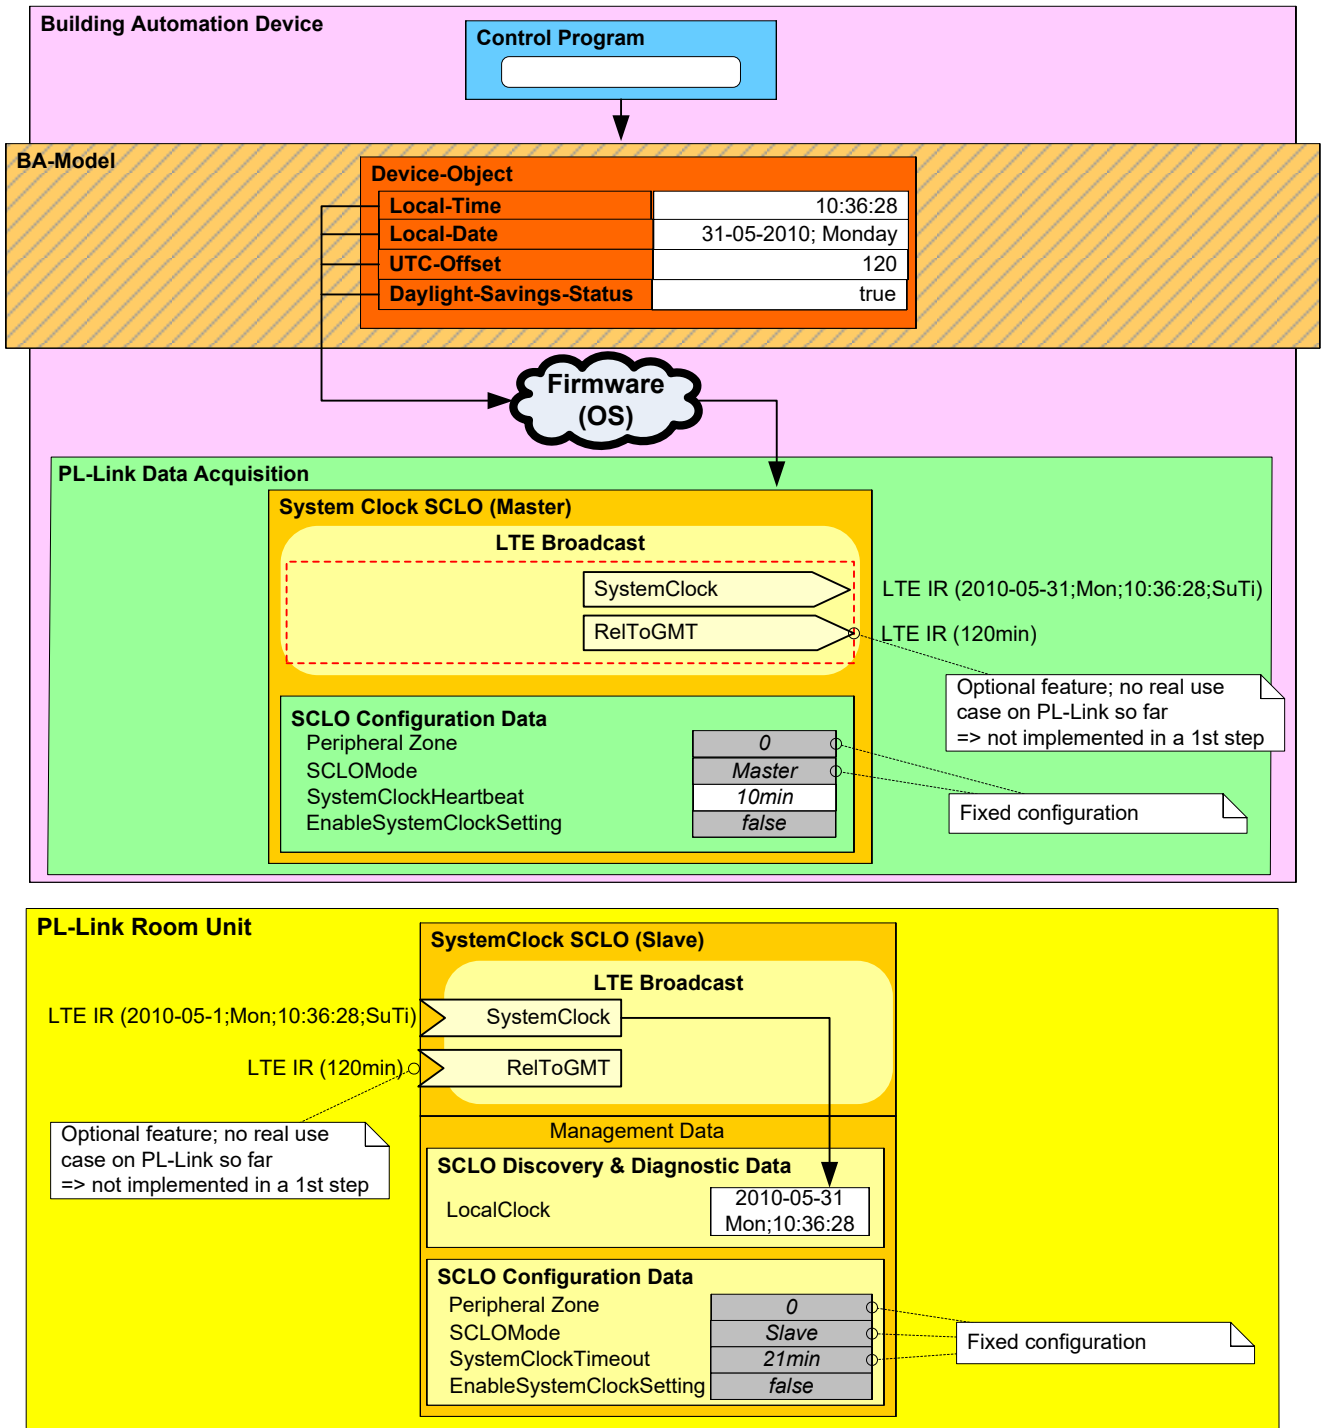 Building Automation Device
Control Program
BA-Model
Device-Object
Local-Time 10:36:28
Local-Date 31-05-2010; Monday
UTC-Offset 120
Daylight-Savings-Status true
Firmware
(OS)
PL-Link Data Acquisition
System Clock SCLO (Master)
LTE Broadcast
SystemClock LTE IR (2010-05-31;Mon;10:36:28;SuTi)
RelToGMT LTE IR (120min)
Optional feature; no real use
case on PL-Link so far
=> not implemented in a 1st step
SCLO Configuration Data
Peripheral Zone 0
SCLOMode Master
SystemClockHeartbeat 10min
EnableSystemClockSetting false
Fixed configuration
PL-Link Room Unit
SystemClock SCLO (Slave)
LTE Broadcast
LTE IR (2010-05-1;Mon;10:36:28;SuTi) SystemClock
LTE IR (120min) RelToGMT
Optional feature; no real use
case on PL-Link so far
=> not implemented in a 1st step
Management Data
SCLO Discovery & Diagnostic Data
LocalClock
2010-05-31
Mon;10:36:28
SCLO Configuration Data
Peripheral Zone 0
SCLOMode Slave
SystemClockTimeout 21min
EnableSystemClockSetting false
Fixed configuration